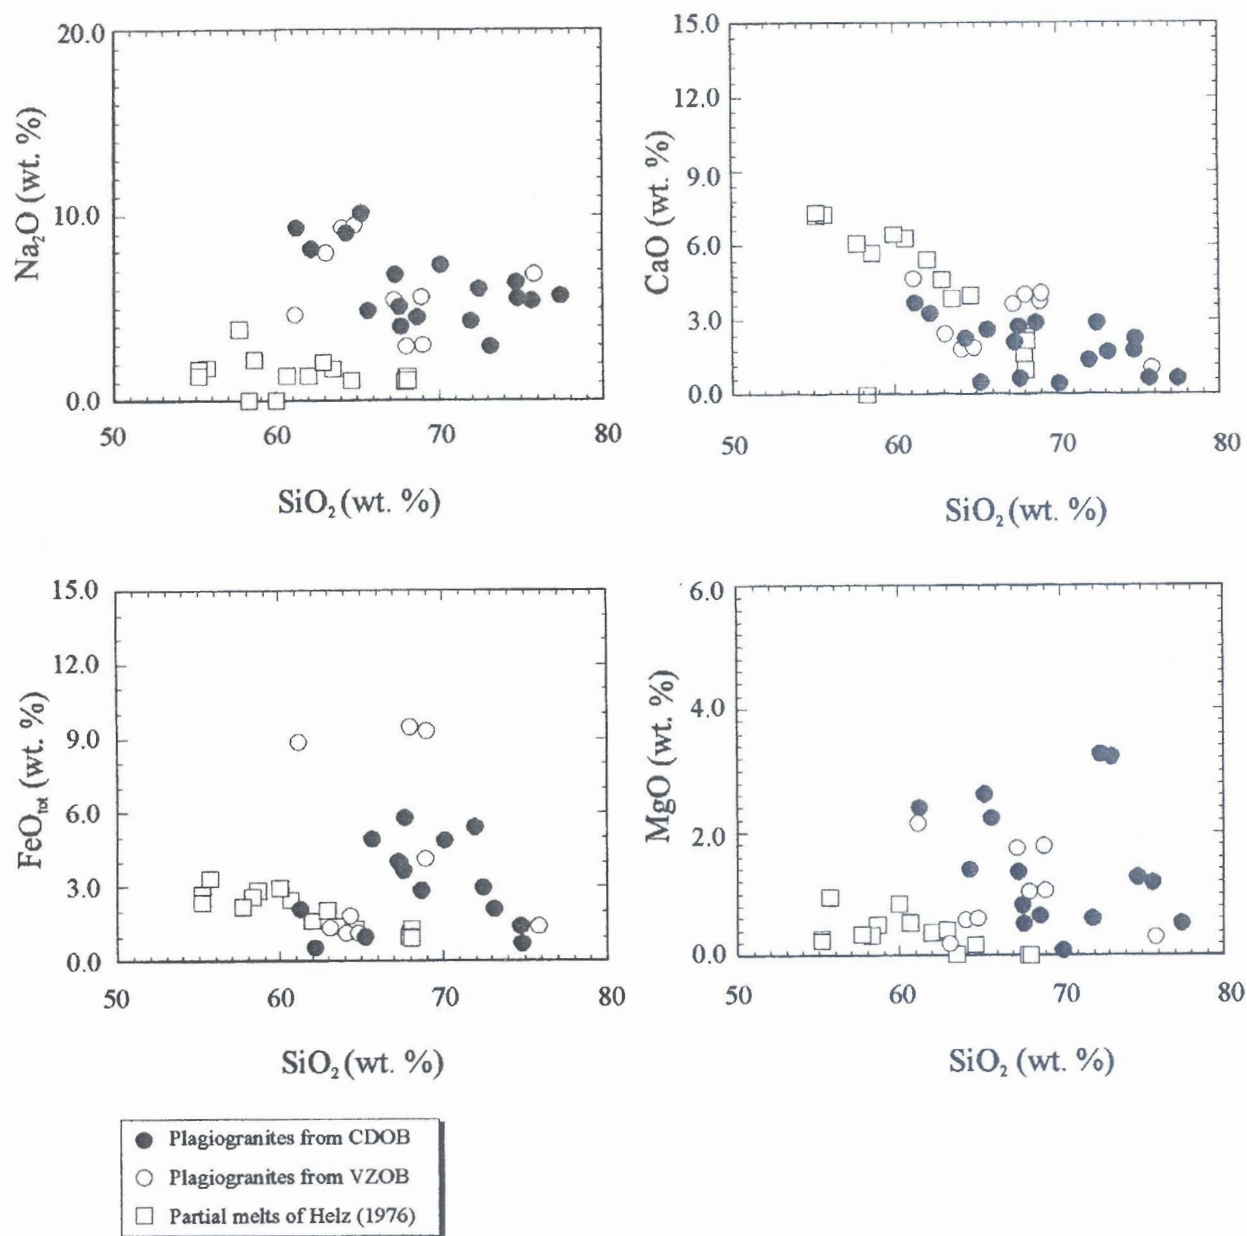 20.0
10.0
0.0
Na₂O (wt. %)
50 60 70 80
SiO₂ (wt. %)
15.0
12.0
9.0
6.0
3.0
0.0
CaO (wt. %)
50 60 70 80
SiO₂ (wt. %)
15.0
12.0
9.0
6.0
3.0
0.0
FeO_tot (wt. %)
50 60 70 80
SiO₂ (wt. %)
6.0
4.0
2.0
0.0
MgO (wt. %)
50 60 70 80
SiO₂ (wt. %)
Plagiogranites from CDOB
Plagiogranites from VZOB
Partial melts of Helz (1976)